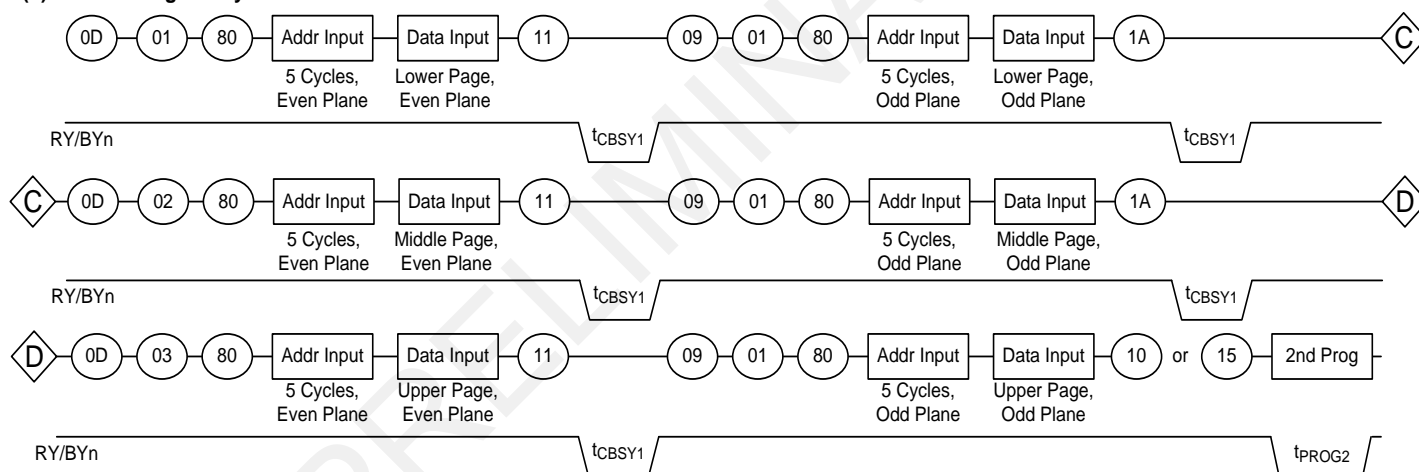 0D 01 80 Addr Input Data Input 11 09 01 80 Addr Input Data Input 1A C
5 Cycles, Lower Page, 5 Cycles, Lower Page,
Even Plane Even Plane Odd Plane Odd Plane
RY/BYn tCBSY1 tCBSY1
C 0D 02 80 Addr Input Data Input 11 09 01 80 Addr Input Data Input 1A D
5 Cycles, Middle Page, 5 Cycles, Middle Page,
Even Plane Even Plane Odd Plane Odd Plane
RY/BYn tCBSY1 tCBSY1
D 0D 03 80 Addr Input Data Input 11 09 01 80 Addr Input Data Input 10 or 15 2nd Prog
5 Cycles, Upper Page, 5 Cycles, Upper Page,
Even Plane Even Plane Odd Plane Odd Plane
RY/BYn tCBSY1 tPROG2